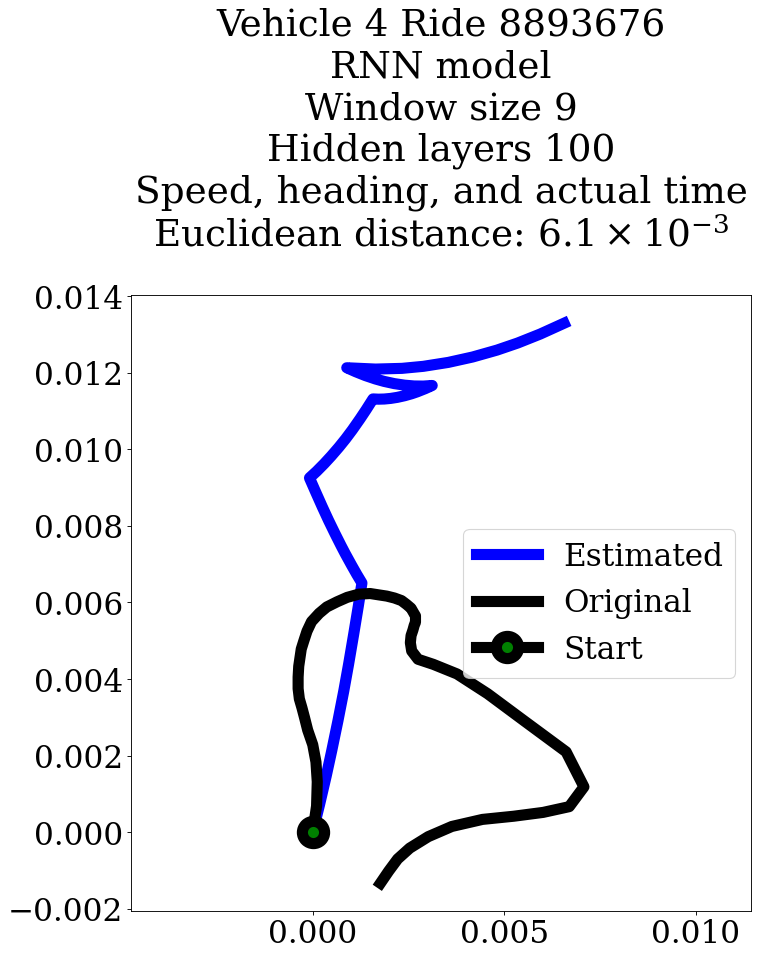 Vehicle 4 Ride 8893676
RNN model
Window size 9
Hidden layers 100
Speed, heading, and actual time
Euclidean distance: 6.1 × 10⁻³
0.014
0.012
0.010
0.008
0.006
0.004
0.002
0.000
−0.002
Estimated
Original
Start
0.000 0.005 0.010